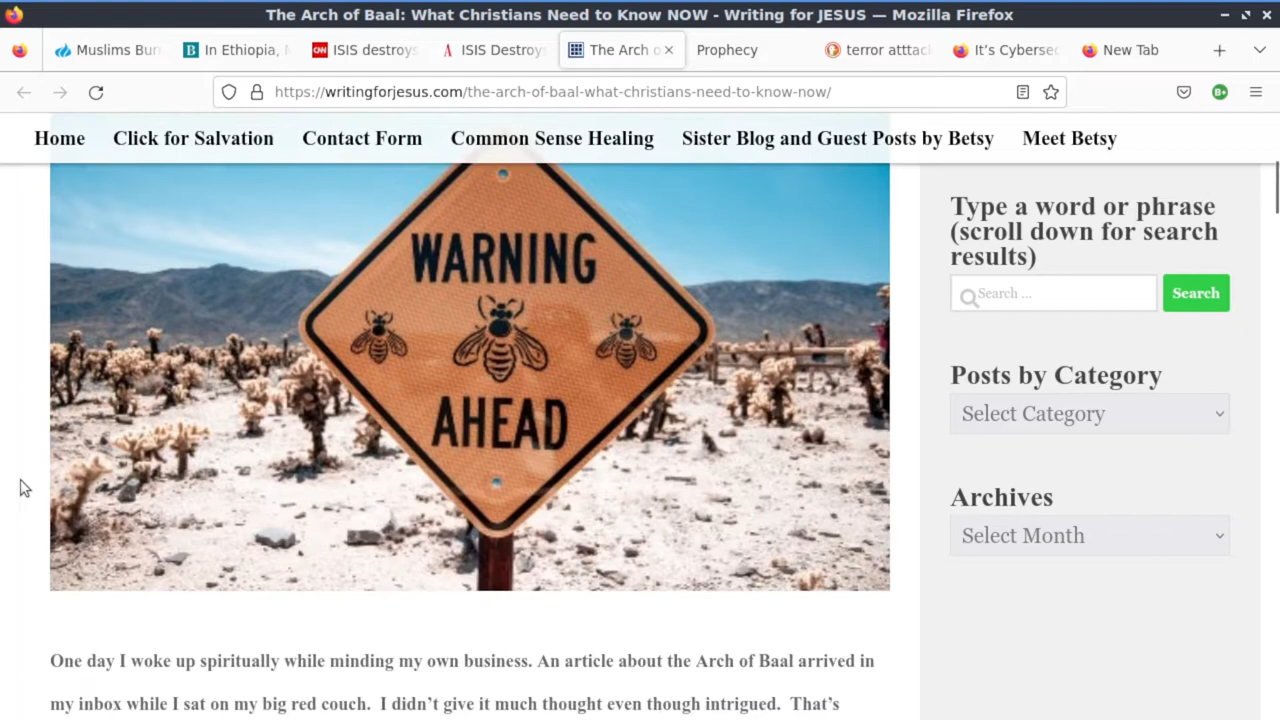 The Arch of Baal: What Christians Need to Know NOW - Writing for JESUS — Mozilla Firefox
Muslims Bur
In Ethiopia,
CNN
ISIS destroys
ISIS Destroy
The Arch o
Prophecy
terror atttac
It's Cyberse
New Tab
https://writingforjesus.com/the-arch-of-baal-what-christians-need-to-know-now/
Home
Click for Salvation
Contact Form
Common Sense Healing
Sister Blog and Guest Posts by Betsy
Meet Betsy
WARNING
AHEAD
Type a word or phrase
(scroll down for search
results)
Search ...
Search
Posts by Category
Select Category
Archives
Select Month
One day I woke up spiritually while minding my own business. An article about the Arch of Baal arrived in
my inbox while I sat on my big red couch.  I didn't give it much thought even though intrigued.  That's